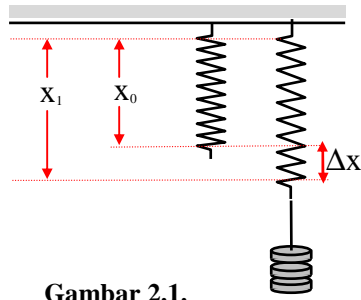 x₁
x₀
Δx
Gambar 2.1.